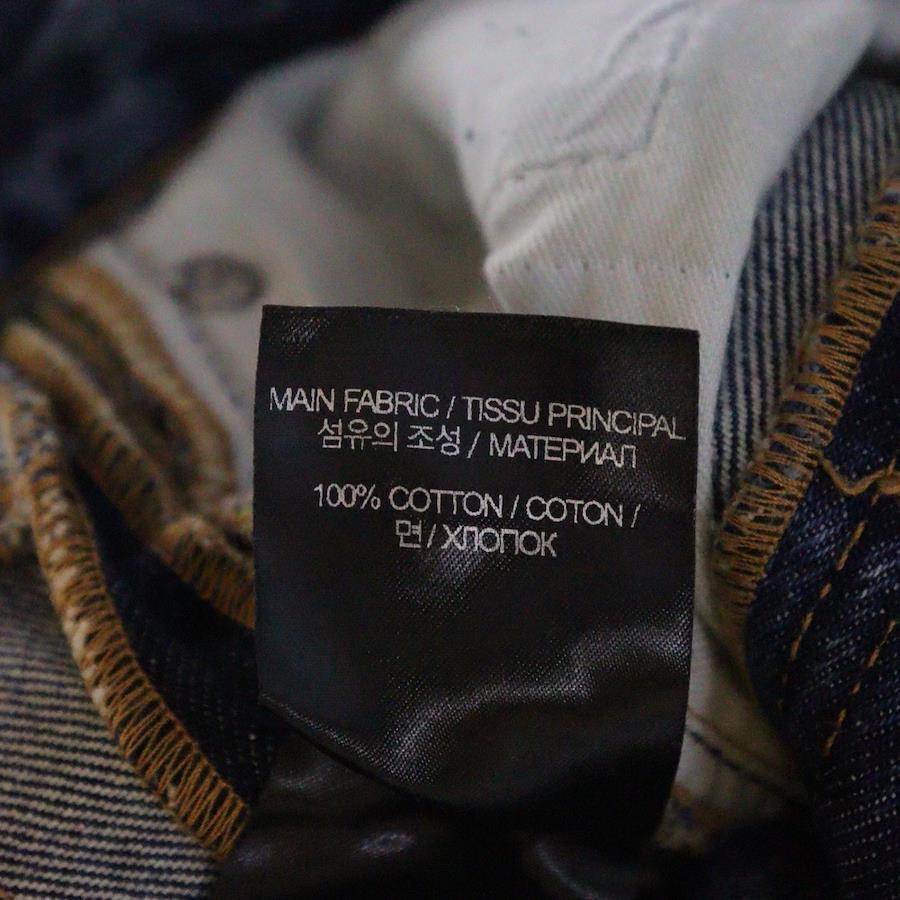 MAIN FABRIC / TISSU PRINCIPAL
섬유의 조성 / МАТЕРИАЛ
100% COTTON / COTON /
면 / ХЛОПОК